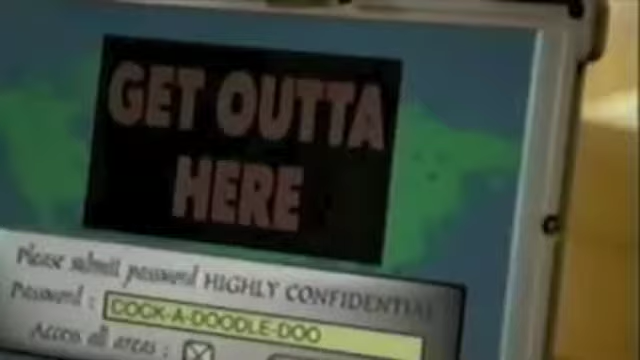 GET OUTTA
HERE
Please submit password HIGHLY CONFIDENTIAL
Password :
COCK-A-DOODLE-DOO
Access all areas :